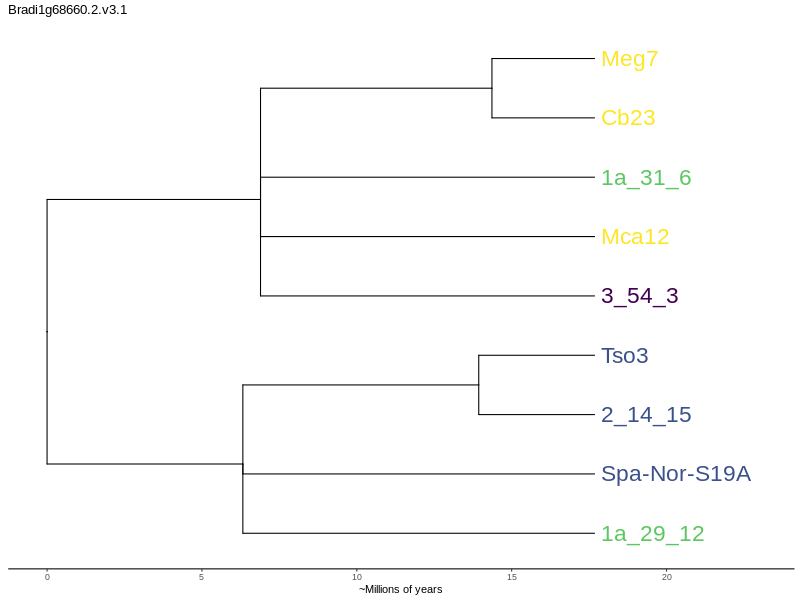 Bradi1g68660.2.v3.1
Meg7
Cb23
1a_31_6
Mca12
3_54_3
Tso3
2_14_15
Spa-Nor-S19A
1a_29_12
0 5 10 15 20
~Millions of years